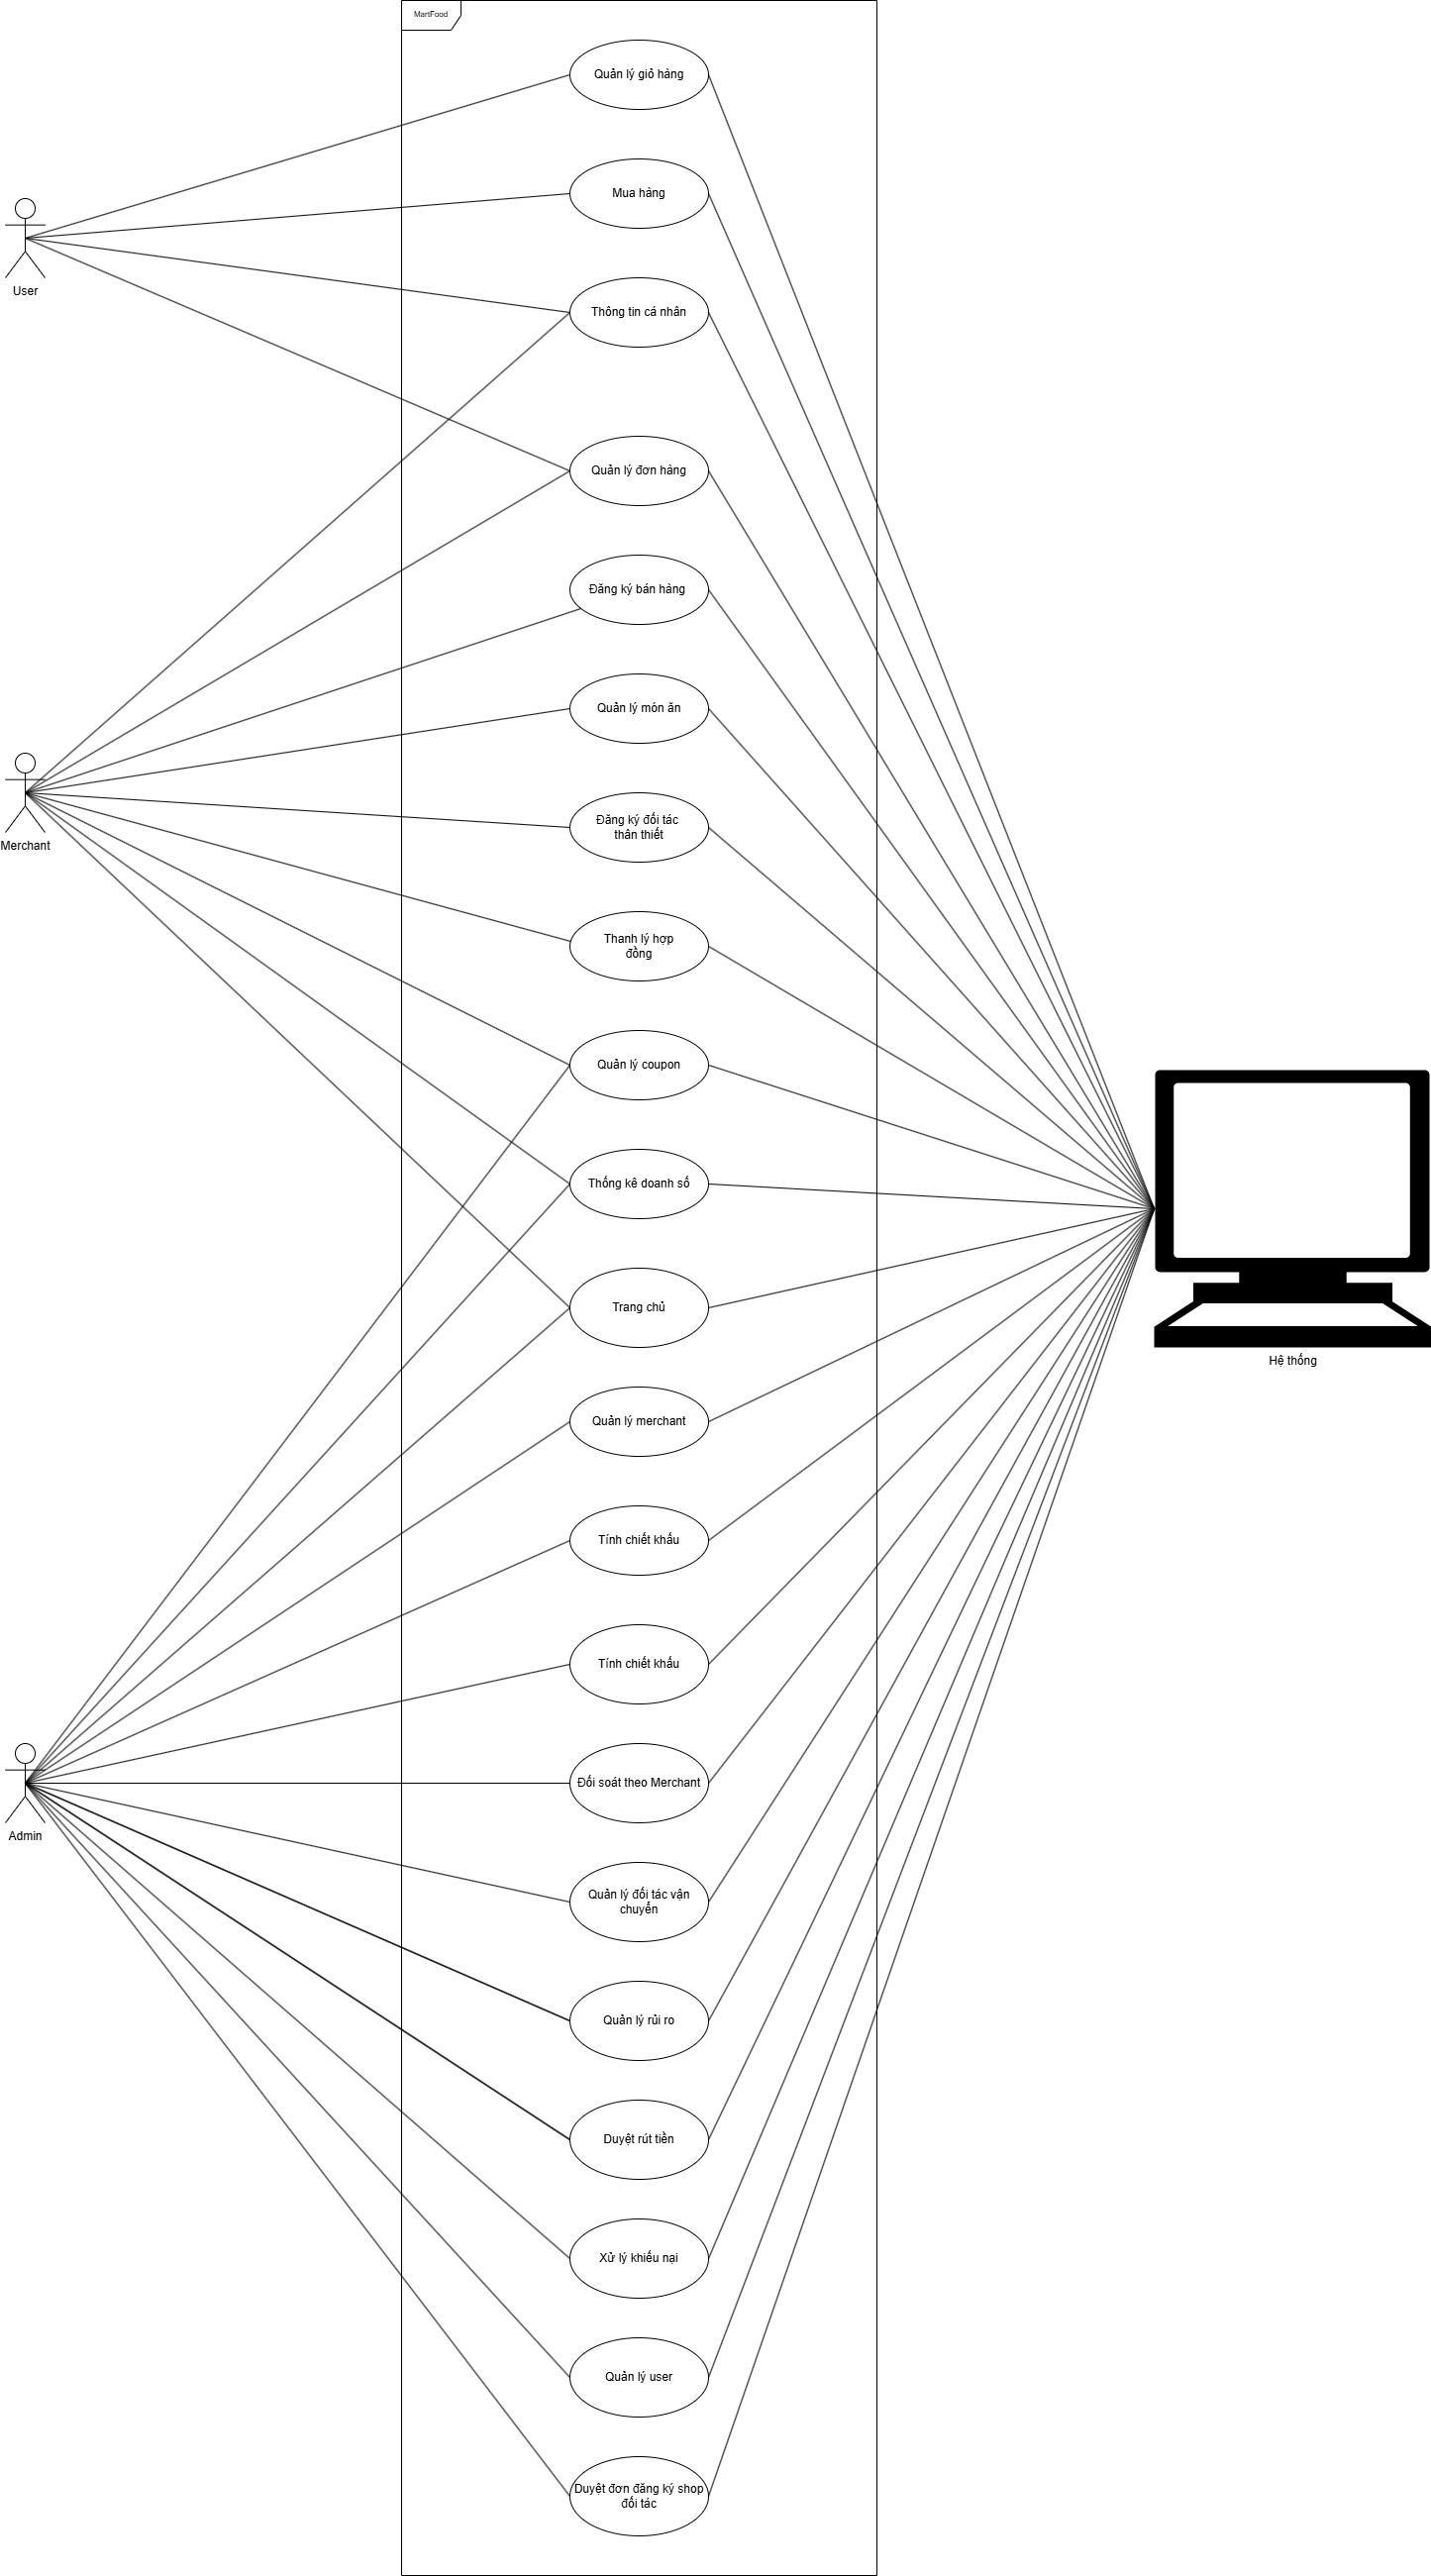 MartFood
Quản lý giỏ hàng
Mua hàng
User
Thông tin cá nhân
Quản lý đơn hàng
Đăng ký bán hàng
Quản lý món ăn
Merchant
Đăng ký đối tác
thân thiết
Thanh lý hợp
đồng
Quản lý coupon
Thống kê doanh số
Trang chủ
Hệ thống
Quản lý merchant
Tính chiết khấu
Tính chiết khấu
Đối soát theo Merchant
Admin
Quản lý đối tác vận
chuyển
Quản lý rủi ro
Duyệt rút tiền
Xử lý khiếu nại
Quản lý user
Duyệt đơn đăng ký shop
đối tác